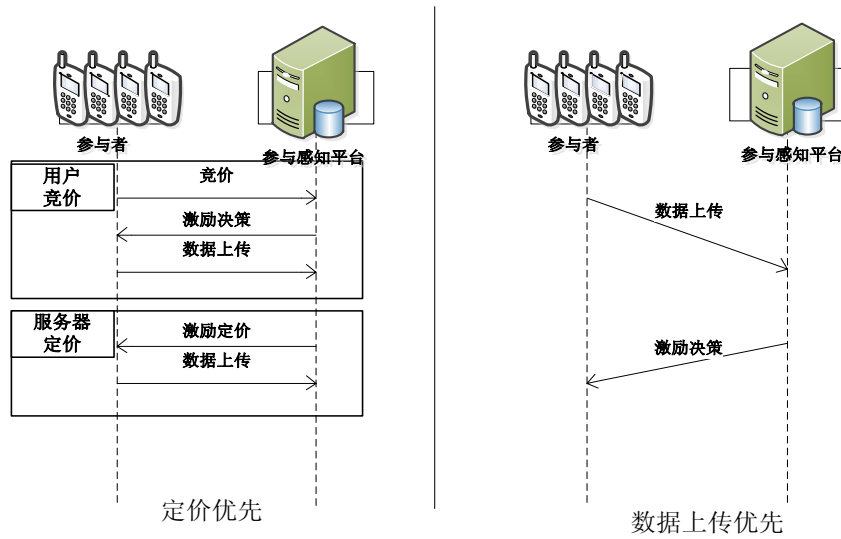 参与者
参与感知平台
用户
竞价
竞价
激励决策
数据上传
服务器
定价
激励定价
数据上传
定价优先
参与者
参与感知平台
数据上传
激励决策
数据上传优先